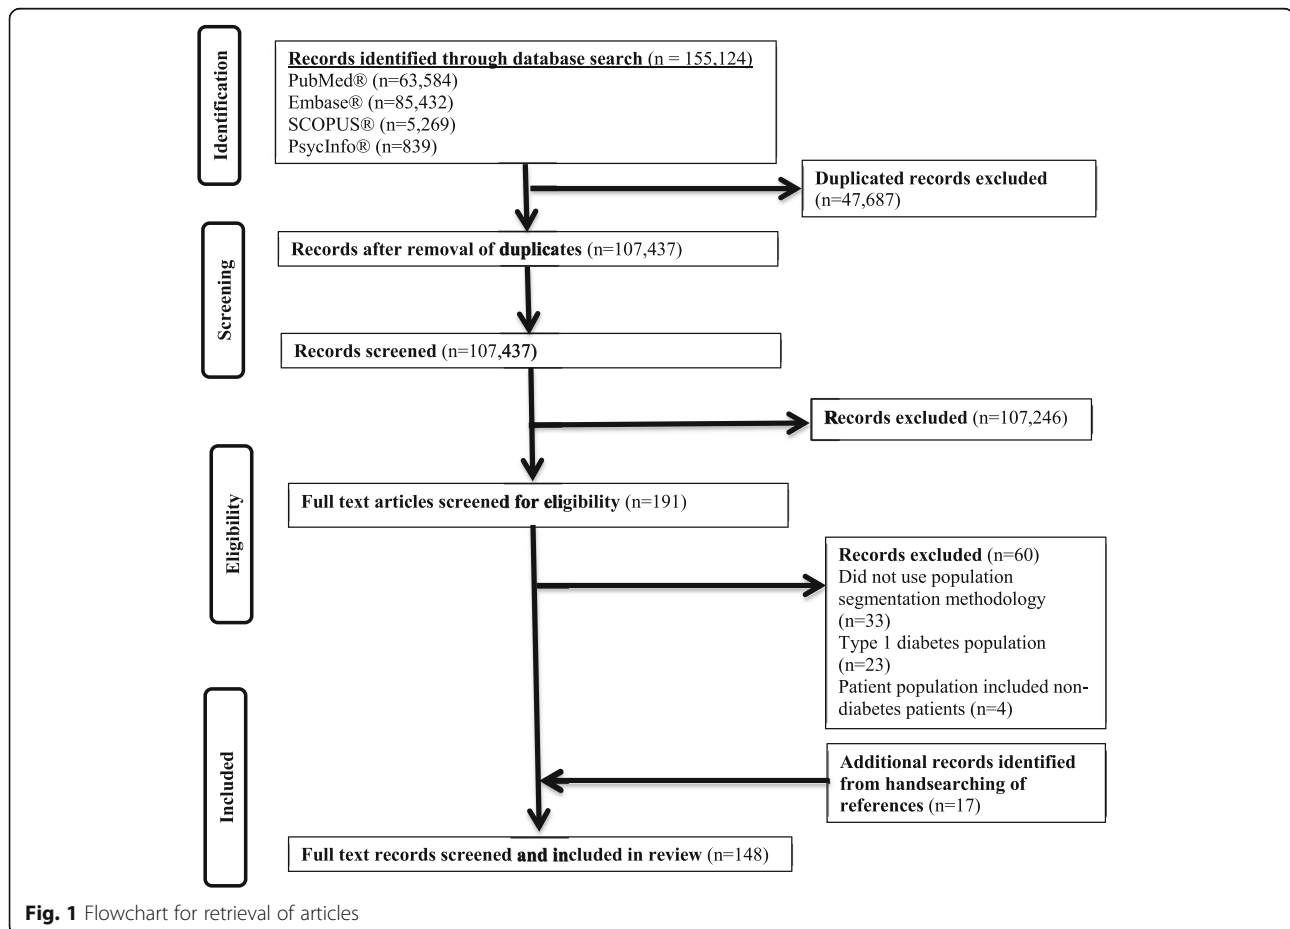 Identification
Records identified through database search (n = 155,124)
PubMed® (n=63,584)
Embase® (n=85,432)
SCOPUS® (n=5,269)
PsycInfo® (n=839)
Duplicated records excluded
(n=47,687)
Screening
Records after removal of duplicates (n=107,437)
Records screened (n=107,437)
Records excluded (n=107,246)
Eligibility
Full text articles screened for eligibility (n=191)
Records excluded (n=60)
Did not use population
segmentation methodology
(n=33)
Type 1 diabetes population
(n=23)
Patient population included non-
diabetes patients (n=4)
Included
Additional records identified
from handsearching of
references (n=17)
Full text records screened and included in review (n=148)
Fig. 1 Flowchart for retrieval of articles